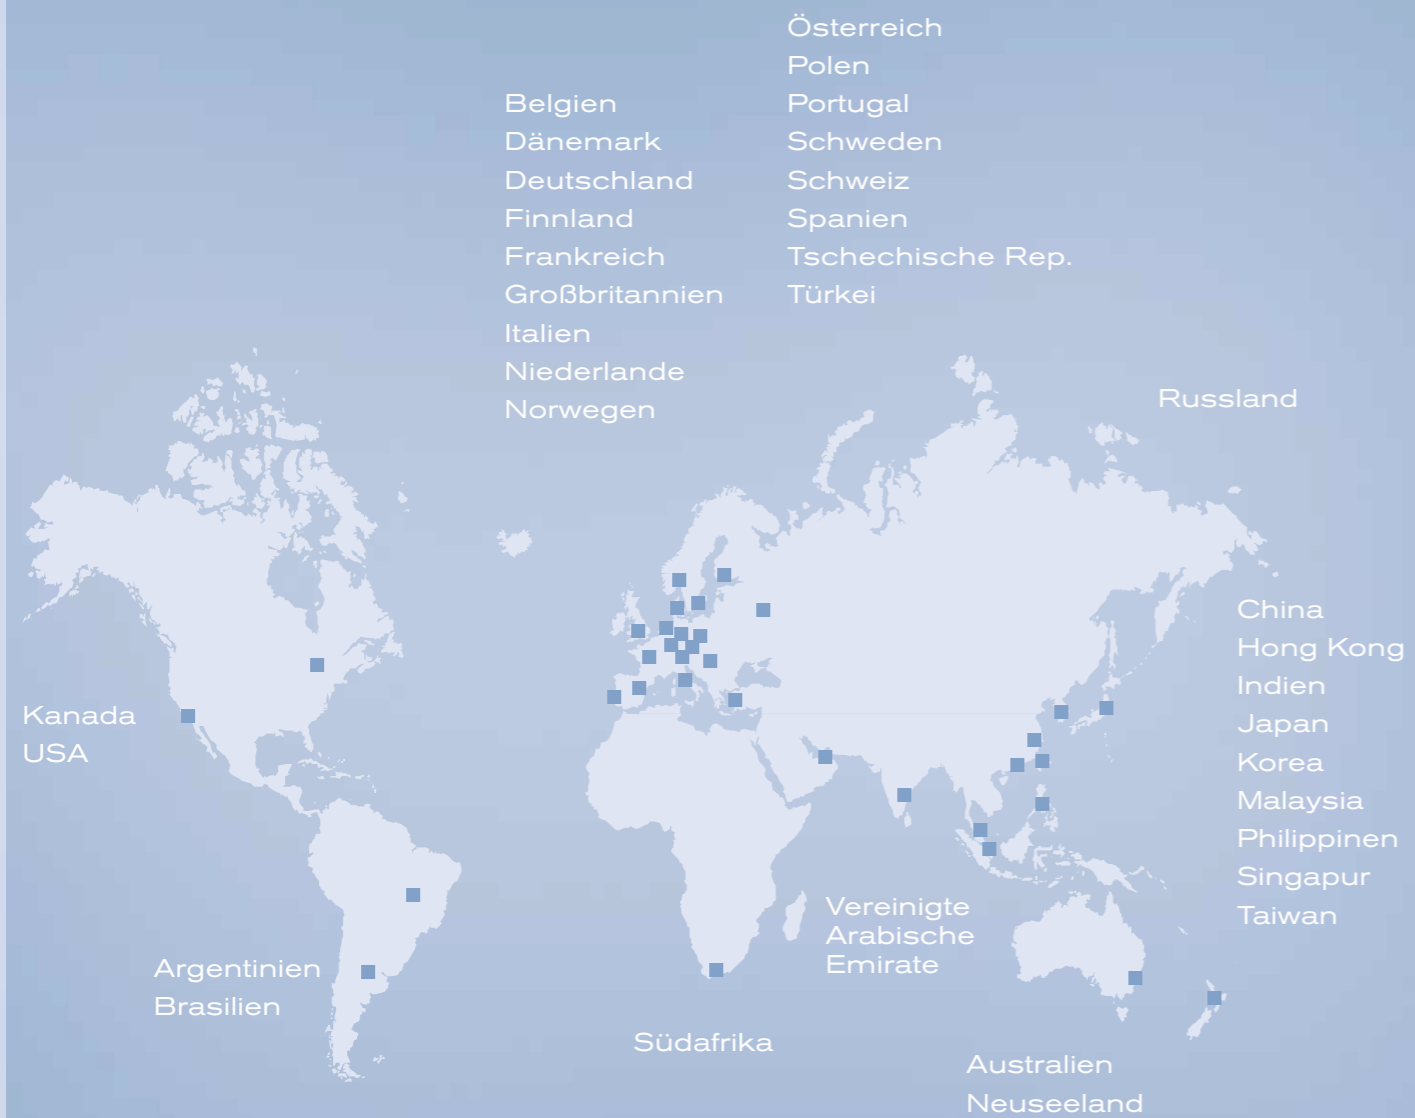 Belgien
Dänemark
Deutschland
Finnland
Frankreich
Großbritannien
Italien
Niederlande
Norwegen
Österreich
Polen
Portugal
Schweden
Schweiz
Spanien
Tschechische Rep.
Türkei
Russland
Kanada
USA
China
Hong Kong
Indien
Japan
Korea
Malaysia
Philippinen
Singapur
Taiwan
Argentinien
Brasilien
Vereinigte
Arabische
Emirate
Südafrika
Australien
Neuseeland